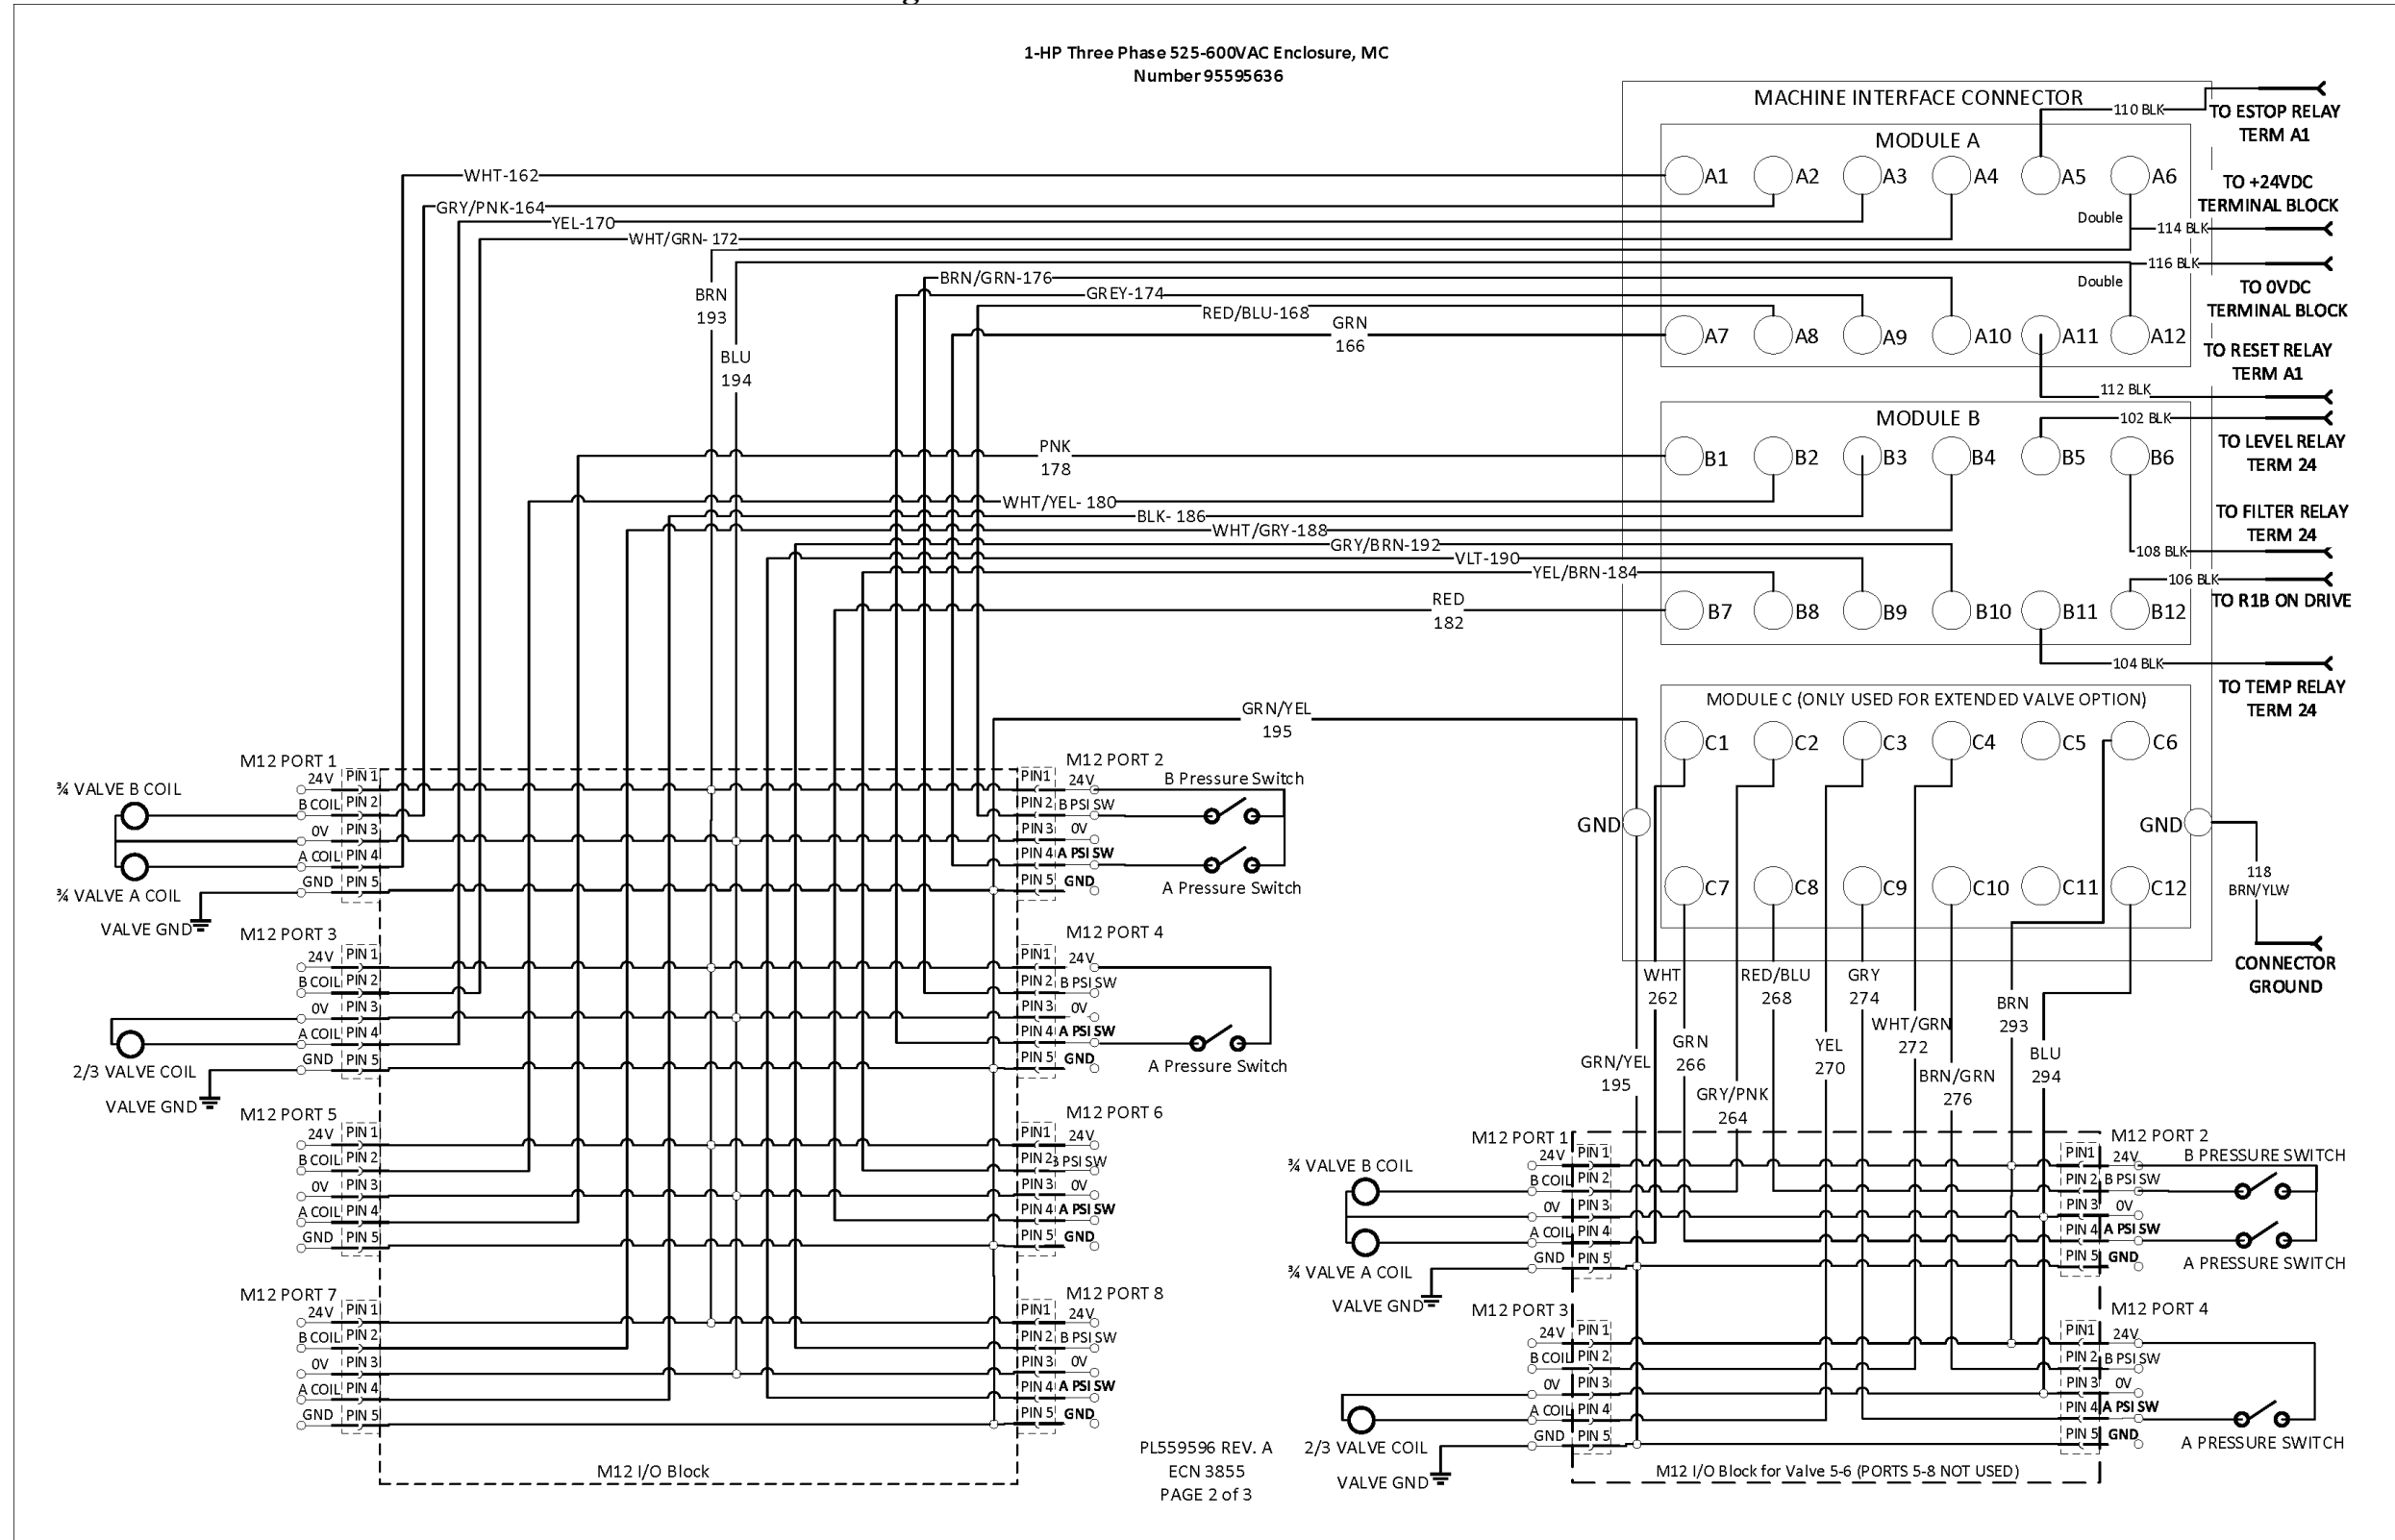 1-HP Three Phase 525-600VAC Enclosure, MC
Number 95595636
MACHINE INTERFACE CONNECTOR
MODULE A
A1 A2 A3 A4 A5 A6
A7 A8 A9 A10 A11 A12
Double
Double
110 BLK
TO ESTOP RELAY
TERM A1
TO +24VDC
TERMINAL BLOCK
114 BLK
116 BLK
TO 0VDC
TERMINAL BLOCK
TO RESET RELAY
TERM A1
112 BLK
MODULE B
B1 B2 B3 B4 B5 B6
B7 B8 B9 B10 B11 B12
102 BLK
TO LEVEL RELAY
TERM 24
TO FILTER RELAY
TERM 24
108 BLK
106 BLK
TO R1B ON DRIVE
104 BLK
TO TEMP RELAY
TERM 24
MODULE C (ONLY USED FOR EXTENDED VALVE OPTION)
C1 C2 C3 C4 C5 C6
GND
GND
C7 C8 C9 C10 C11 C12
118
BRN/YLW
CONNECTOR
GROUND
WHT-162
GRY/PNK-164
YEL-170
WHT/GRN- 172
BRN
193
BLU
194
BRN/GRN-176
GREY-174
RED/BLU-168
GRN
166
PNK
178
WHT/YEL- 180
BLK- 186
WHT/GRY-188
GRY/BRN-192
VLT-190
YEL/BRN-184
RED
182
GRN/YEL
195
M12 PORT 1
24V PIN 1
B COIL PIN 2
0V PIN 3
A COIL PIN 4
GND PIN 5
¾ VALVE B COIL
¾ VALVE A COIL
VALVE GND
M12 PORT 2
PIN1 24V
PIN 2 B PSI SW
PIN 3 0V
PIN 4 A PSI SW
PIN 5 GND
B Pressure Switch
A Pressure Switch
M12 PORT 3
24V PIN 1
B COIL PIN 2
0V PIN 3
A COIL PIN 4
GND PIN 5
2/3 VALVE COIL
VALVE GND
M12 PORT 4
PIN1 24V
PIN 2 B PSI SW
PIN 3 0V
PIN 4 A PSI SW
PIN 5 GND
A Pressure Switch
M12 PORT 5
24V PIN 1
B COIL PIN 2
0V PIN 3
A COIL PIN 4
GND PIN 5
M12 PORT 6
PIN1 24V
PIN 2 PSI SW
PIN 3 0V
PIN 4 A PSI SW
PIN 5 GND
M12 PORT 7
24V PIN 1
B COIL PIN 2
0V PIN 3
A COIL PIN 4
GND PIN 5
M12 PORT 8
PIN1 24V
PIN 2 B PSI SW
PIN 3 0V
PIN 4 A PSI SW
PIN 5 GND
M12 I/O Block
PL559596 REV. A
ECN 3855
PAGE 2 of 3
WHT
262
RED/BLU
268
GRY
274
BRN
293
WHT/GRN
272
GRN
266
YEL
270
BLU
294
GRN/YEL
195
BRN/GRN
276
GRY/PNK
264
M12 PORT 1
24V PIN 1
B COIL PIN 2
0V PIN 3
A COIL PIN 4
GND PIN 5
¾ VALVE B COIL
¾ VALVE A COIL
VALVE GND
M12 PORT 2
PIN1 24V
PIN 2 B PSI SW
PIN 3 0V
PIN 4 A PSI SW
PIN 5 GND
B PRESSURE SWITCH
A PRESSURE SWITCH
M12 PORT 3
24V PIN 1
B COIL PIN 2
0V PIN 3
A COIL PIN 4
GND PIN 5
2/3 VALVE COIL
VALVE GND
M12 PORT 4
PIN1 24V
PIN 2 B PSI SW
PIN 3 0V
PIN 4 A PSI SW
PIN 5 GND
A PRESSURE SWITCH
M12 I/O Block for Valve 5-6 (PORTS 5-8 NOT USED)